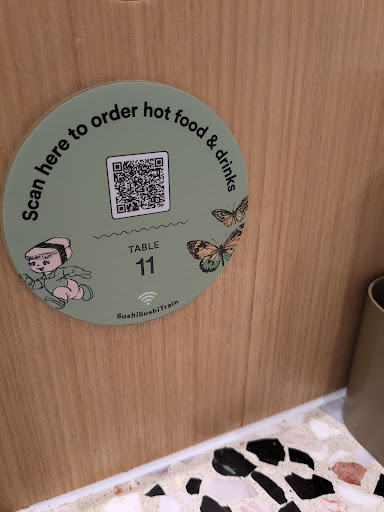 Scan here to order hot food & drinks
TABLE
11
SushiSushiTrain